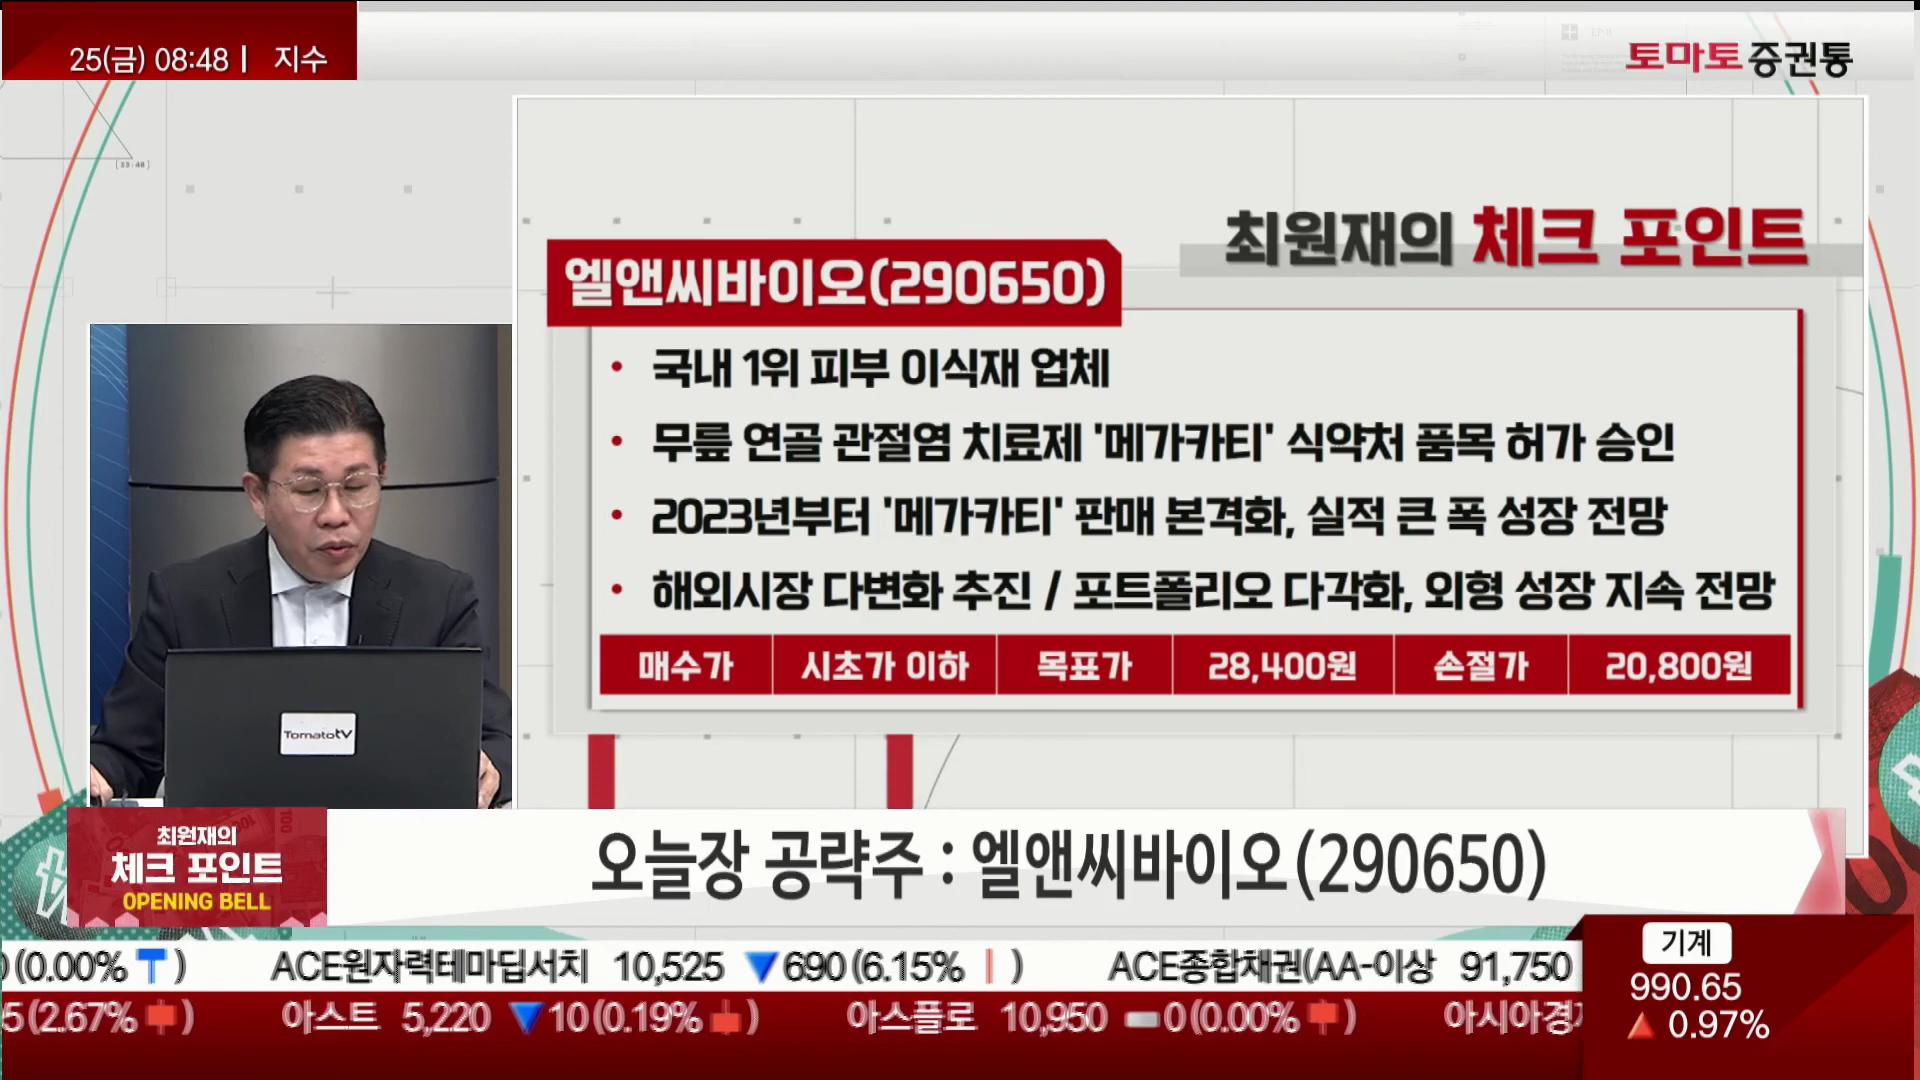 25(금) 08:48 | 지수
토마토증권통
최원재의 체크 포인트
엘앤씨바이오(290650)
• 국내 1위 피부 이식재 업체
• 무릎 연골 관절염 치료제 '메가카티' 식약처 품목 허가 승인
• 2023년부터 '메가카티' 판매 본격화, 실적 큰 폭 성장 전망
• 해외시장 다변화 추진 / 포트폴리오 다각화, 외형 성장 지속 전망
매수가 시초가 이하 목표가 28,400원 손절가 20,800원
TomatoTV
최원재의
체크 포인트
OPENING BELL
오늘장 공략주 : 엘앤씨바이오(290650)
(0.00% ) ACE원자력테마딥서치 10,525 ▼690(6.15% ) ACE종합채권(AA-이상 91,750
5(2.67% ) 아스트 5,220 ▼10(0.19% ) 아스플로 10,950 0(0.00% ) 아시아경
기계
990.65
▲ 0.97%